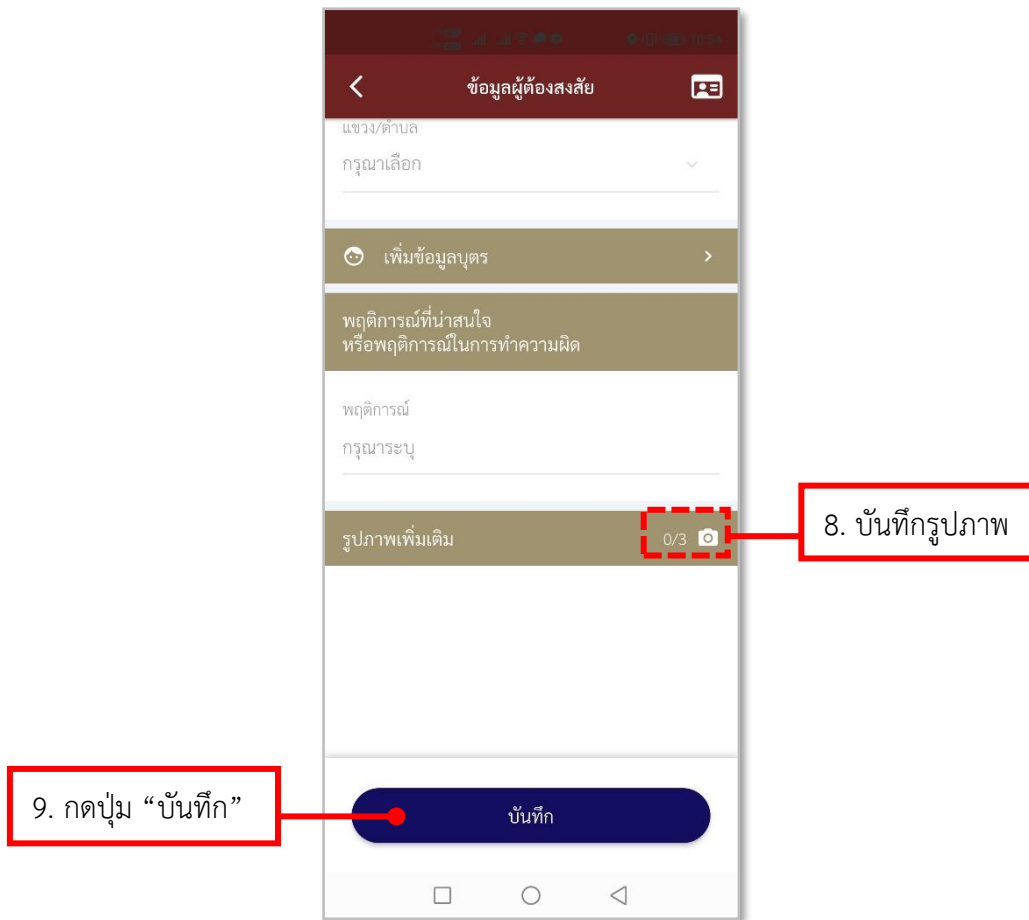 10:54
ข้อมูลผู้ต้องสงสัย
แขวง/ตำบล
กรุณาเลือก
เพิ่มข้อมูลบุตร
พฤติการณ์ที่น่าสนใจ
หรือพฤติการณ์ในการทำความผิด
พฤติการณ์
กรุณาระบุ
รูปภาพเพิ่มเติม 0/3
8. บันทึกรูปภาพ
9. กดปุ่ม “บันทึก”
บันทึก